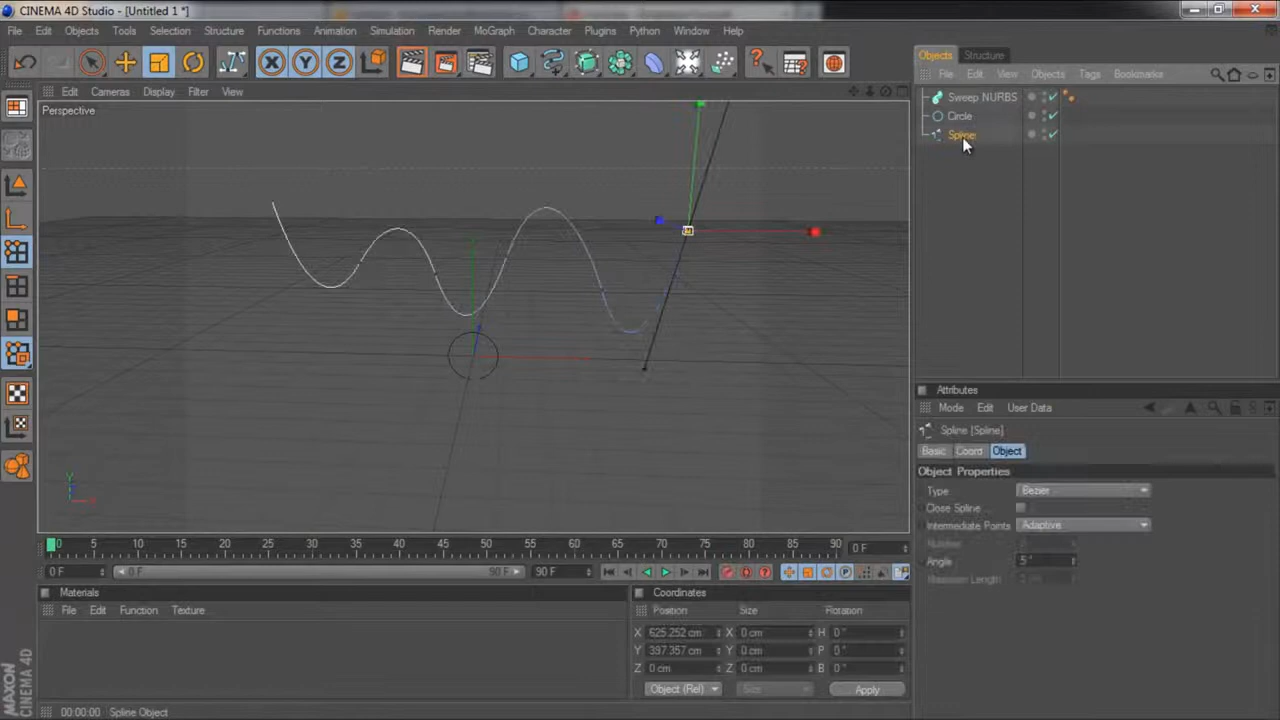 CINEMA 4D Studio - [Untitled 1 *]
File Edit Objects Tools Selection Structure Functions Animation Simulation Render MoGraph Character Plugins Python Window Help
Objects Structure
File Edit View Objects Tags Bookmarks
Sweep NURBS
Circle
Spline
Edit Cameras Display Filter View
Perspective
X Y Z
Y
X
Attributes
Mode Edit User Data
Spline [Spline]
Basic Coord Object
Object Properties
Type Bezier
Close Spline
Intermediate Points Adaptive
Number
Angle 5 °
Maximum Length
0 5 10 15 20 25 30 35 40 45 50 55 60 65 70 75 80 85 90 0 F
0 F 0 F 90 F 90 F
Materials
File Edit Function Texture
Coordinates
Position Size Rotation
X 625.252 cm X 0 cm H 0 °
Y 397.357 cm Y 0 cm P 0 °
Z 0 cm Z 0 cm B 0 °
Object (Rel) Size Apply
MAXON
CINEMA 4D
00:00:00 Spline Object